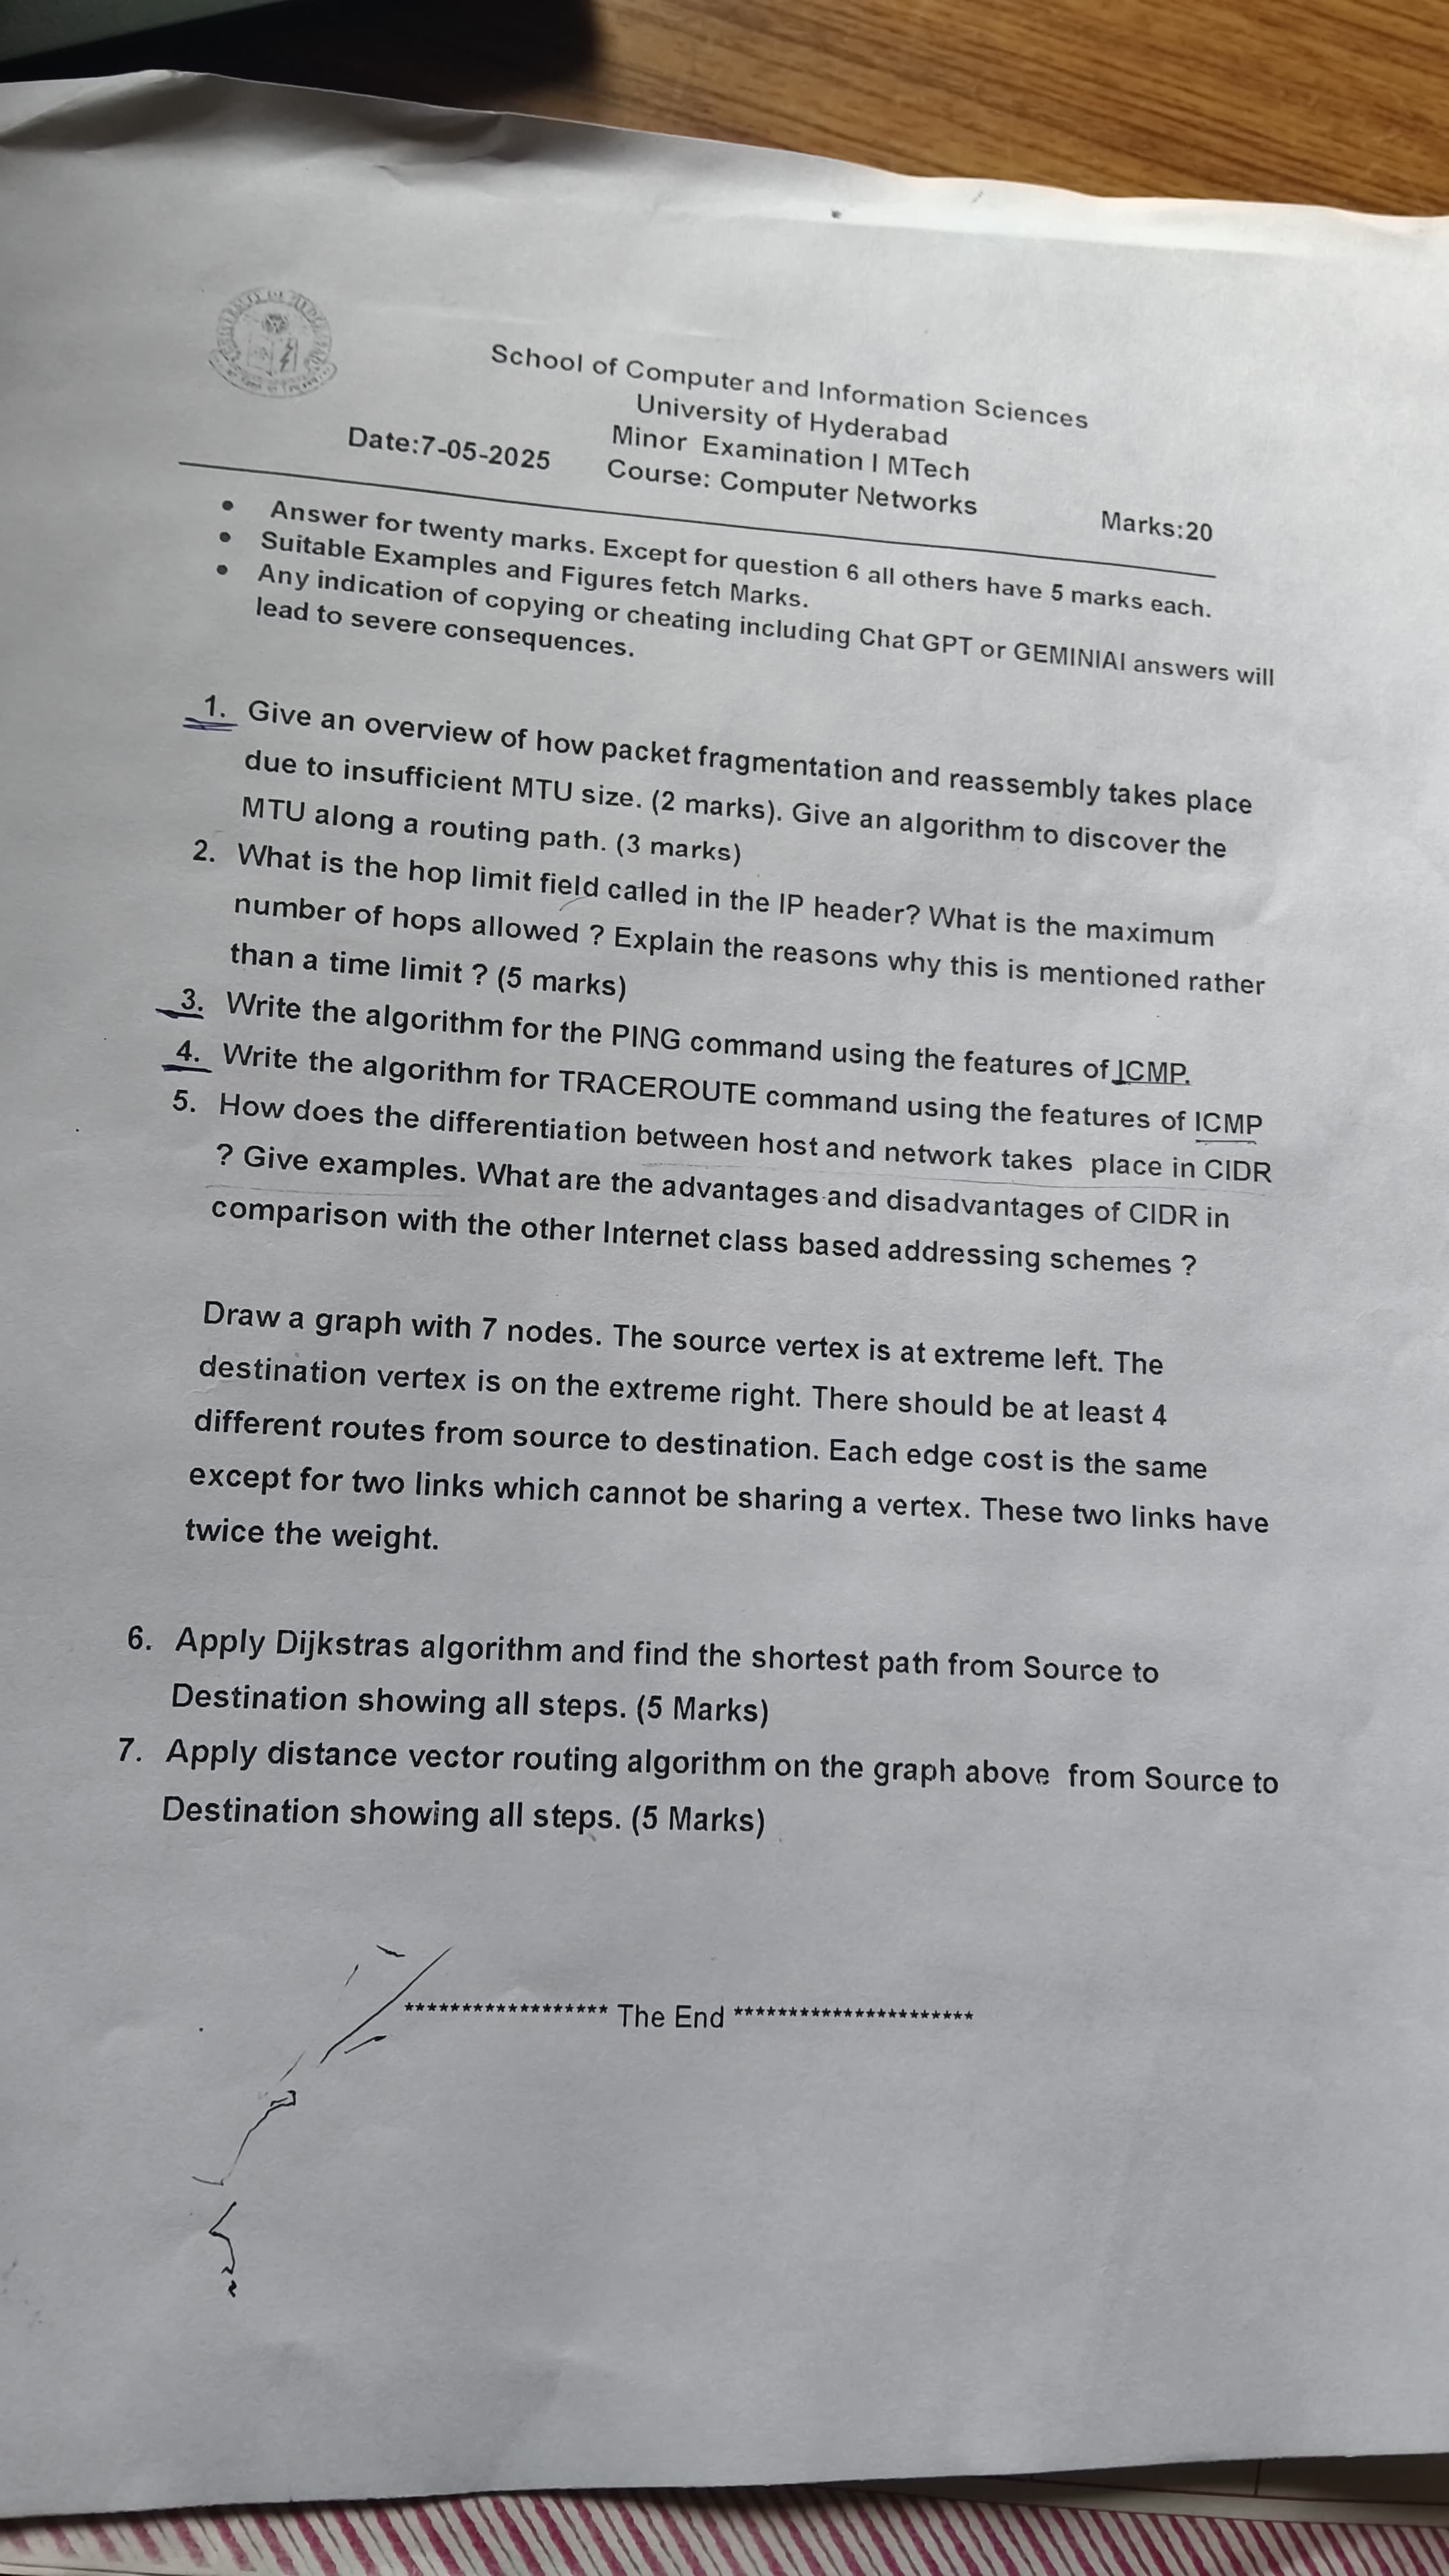 School of Computer and Information Sciences
University of Hyderabad
Minor Examination I MTech
Date:7-05-2025 Course: Computer Networks Marks:20
• Answer for twenty marks. Except for question 6 all others have 5 marks each.
• Suitable Examples and Figures fetch Marks.
• Any indication of copying or cheating including Chat GPT or GEMINIAI answers will
lead to severe consequences.
1. Give an overview of how packet fragmentation and reassembly takes place
due to insufficient MTU size. (2 marks). Give an algorithm to discover the
MTU along a routing path. (3 marks)
2. What is the hop limit field called in the IP header? What is the maximum
number of hops allowed ? Explain the reasons why this is mentioned rather
than a time limit ? (5 marks)
3. Write the algorithm for the PING command using the features of ICMP.
4. Write the algorithm for TRACEROUTE command using the features of ICMP
5. How does the differentiation between host and network takes place in CIDR
? Give examples. What are the advantages and disadvantages of CIDR in
comparison with the other Internet class based addressing schemes ?
Draw a graph with 7 nodes. The source vertex is at extreme left. The
destination vertex is on the extreme right. There should be at least 4
different routes from source to destination. Each edge cost is the same
except for two links which cannot be sharing a vertex. These two links have
twice the weight.
6. Apply Dijkstras algorithm and find the shortest path from Source to
Destination showing all steps. (5 Marks)
7. Apply distance vector routing algorithm on the graph above from Source to
Destination showing all steps. (5 Marks)
****************** The End **********************